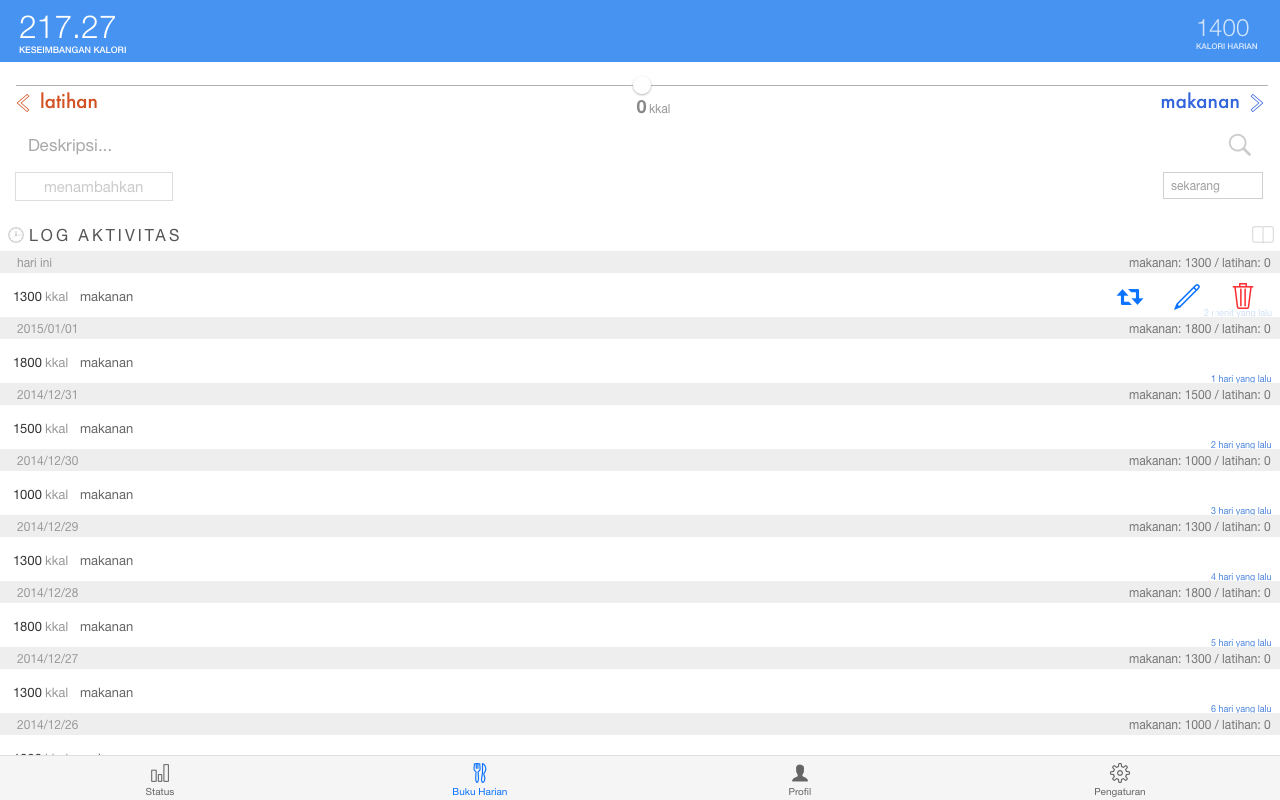 217.27
KESEIMBANGAN KALORI
1400
KALORI HARIAN
latihan
0 kkal
makanan
Deskripsi...
menambahkan
sekarang
LOG AKTIVITAS
hari ini makanan: 1300 / latihan: 0
1300 kkal makanan
2 menit yang lalu
2015/01/01 makanan: 1800 / latihan: 0
1800 kkal makanan
1 hari yang lalu
2014/12/31 makanan: 1500 / latihan: 0
1500 kkal makanan
2 hari yang lalu
2014/12/30 makanan: 1000 / latihan: 0
1000 kkal makanan
3 hari yang lalu
2014/12/29 makanan: 1300 / latihan: 0
1300 kkal makanan
4 hari yang lalu
2014/12/28 makanan: 1800 / latihan: 0
1800 kkal makanan
5 hari yang lalu
2014/12/27 makanan: 1300 / latihan: 0
1300 kkal makanan
6 hari yang lalu
2014/12/26 makanan: 1000 / latihan: 0
Status
Buku Harian
Profil
Pengaturan